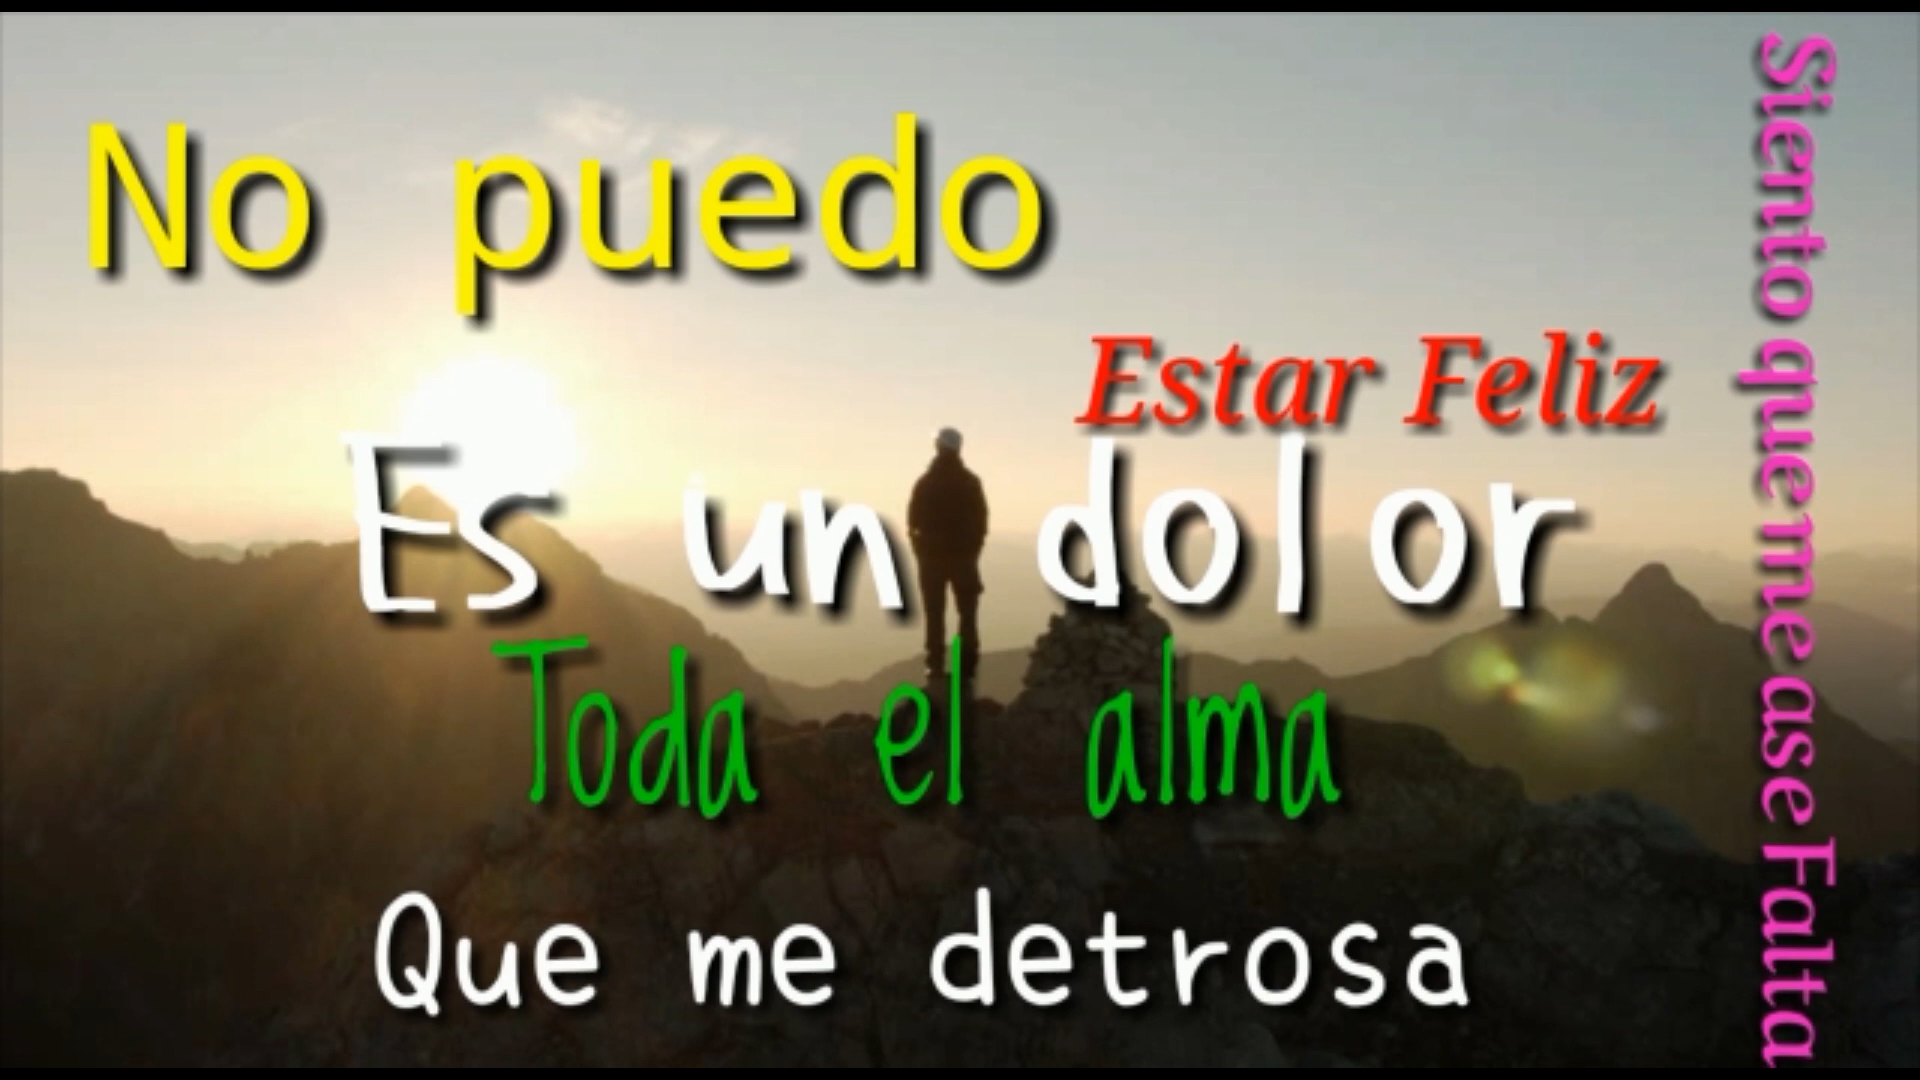 No puedo
Estar Feliz
Es un dolor
Toda el alma
Que me detrosa
Siento que me ase Falta